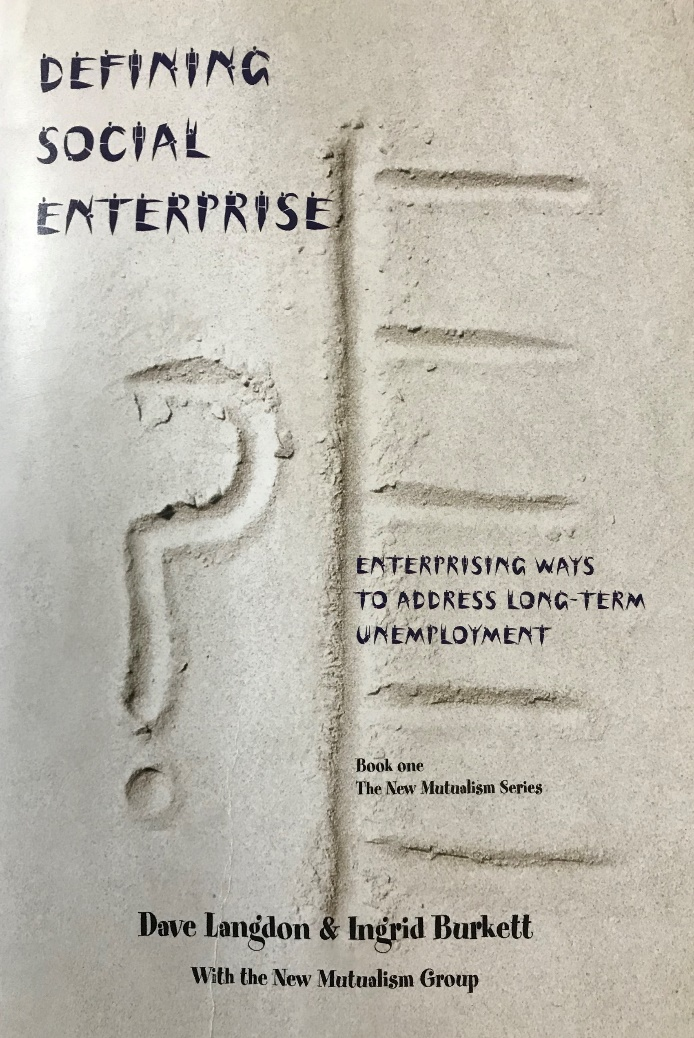 DEFINING
SOCIAL
ENTERPRISE
?
ENTERPRISING WAYS
TO ADDRESS LONG-TERM
UNEMPLOYMENT
Book one
The New Mutualism Series
Dave Langdon & Ingrid Burkett
With the New Mutualism Group